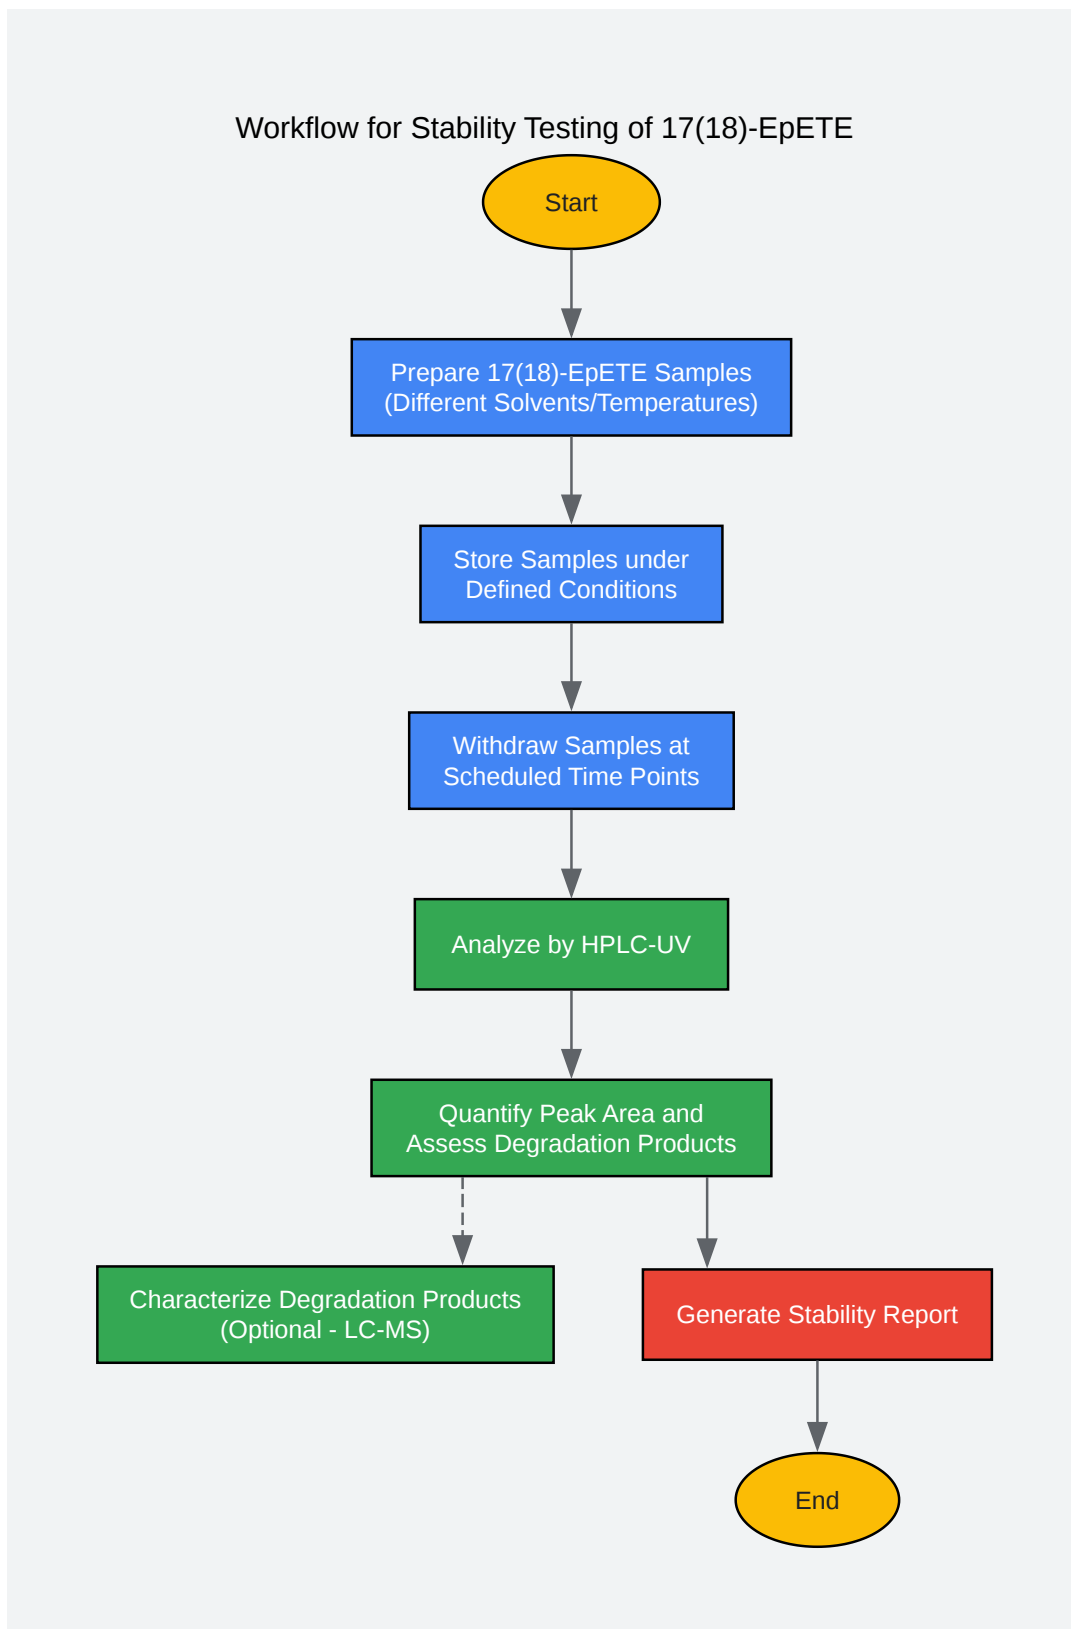 Workflow for Stability Testing of 17(18)-EpETE
Start
Prepare 17(18)-EpETE Samples
(Different Solvents/Temperatures)
Store Samples under
Defined Conditions
Withdraw Samples at
Scheduled Time Points
Analyze by HPLC-UV
Quantify Peak Area and
Assess Degradation Products
Characterize Degradation Products
(Optional - LC-MS)
Generate Stability Report
End